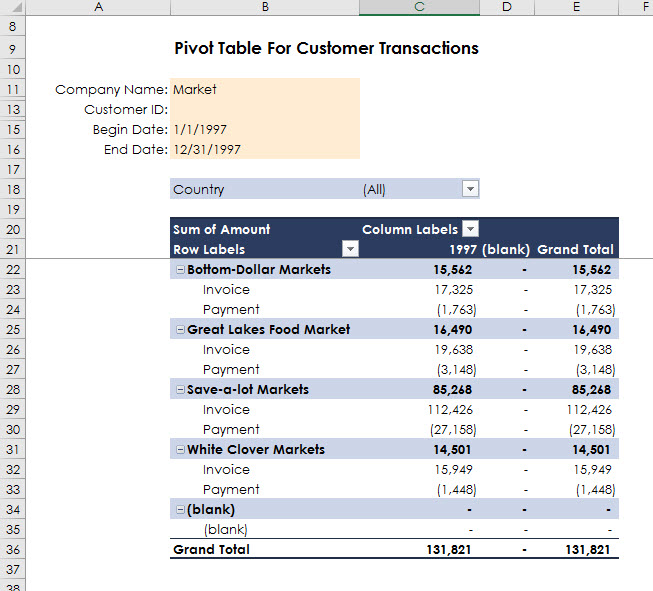 A B C D E F
8
9 Pivot Table For Customer Transactions
10
11 Company Name: Market
13 Customer ID:
15 Begin Date: 1/1/1997
16 End Date: 12/31/1997
17
18 Country (All)
19
20 Sum of Amount Column Labels
21 Row Labels 1997 (blank) Grand Total
22 Bottom-Dollar Markets 15,562 - 15,562
23 Invoice 17,325 - 17,325
24 Payment (1,763) - (1,763)
25 Great Lakes Food Market 16,490 - 16,490
26 Invoice 19,638 - 19,638
27 Payment (3,148) - (3,148)
28 Save-a-lot Markets 85,268 - 85,268
29 Invoice 112,426 - 112,426
30 Payment (27,158) - (27,158)
31 White Clover Markets 14,501 - 14,501
32 Invoice 15,949 - 15,949
33 Payment (1,448) - (1,448)
34 (blank) - - -
35 (blank) - - -
36 Grand Total 131,821 - 131,821
37
38